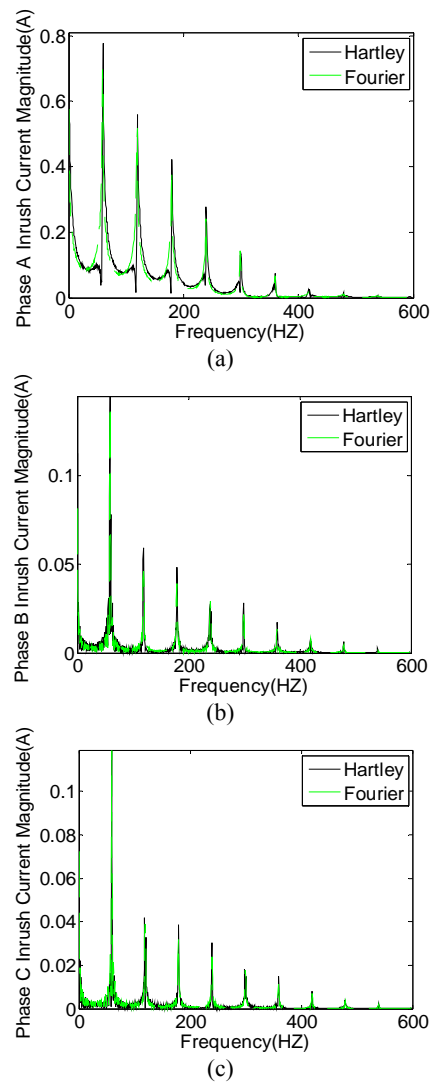 Phase A Inrush Current Magnitude(A)
0.8
0.6
0.4
0.2
0
Hartley
Fourier
0 200 400 600
Frequency(HZ)
(a)
Phase B Inrush Current Magnitude(A)
0.1
0.05
0
Hartley
Fourier
0 200 400 600
Frequency(HZ)
(b)
Phase C Inrush Current Magnitude(A)
0.1
0.08
0.06
0.04
0.02
0
Hartley
Fourier
0 200 400 600
Frequency(HZ)
(c)